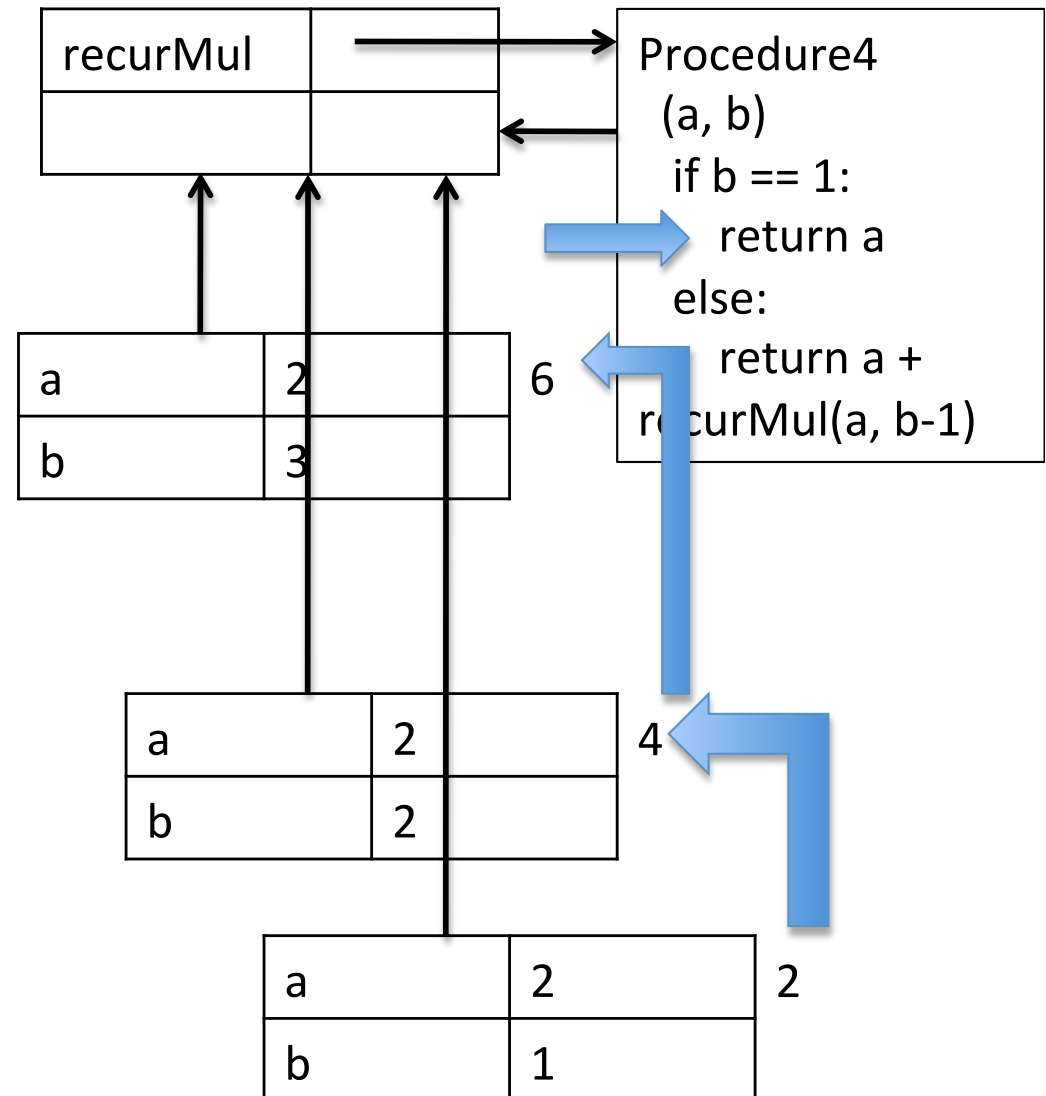 recurMul
Procedure4
(a, b)
if b == 1:
return a
else:
return a +
recurMul(a, b-1)
a 2 6
b 3
a 2 4
b 2
a 2 2
b 1